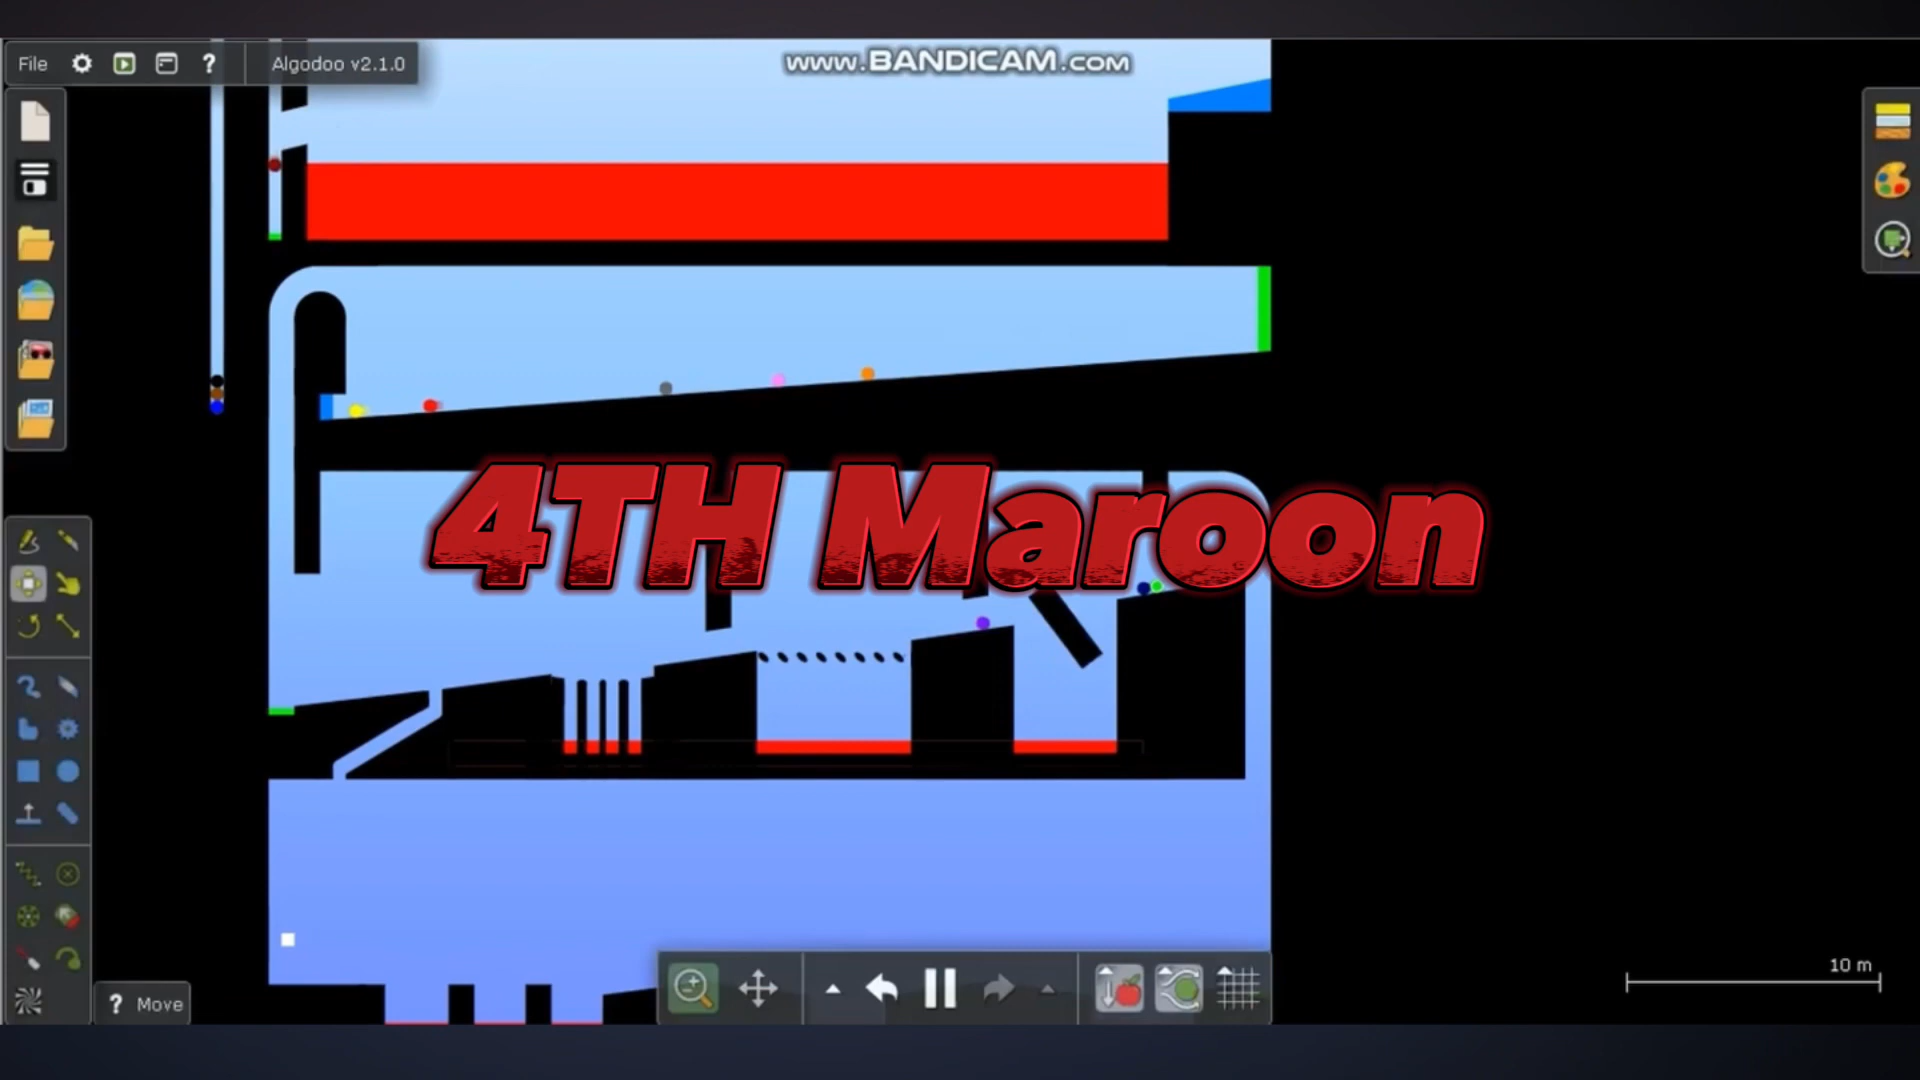 File ? Algodoo v2.1.0
www.BANDICAM.com
4TH Maroon
10 m
? Move